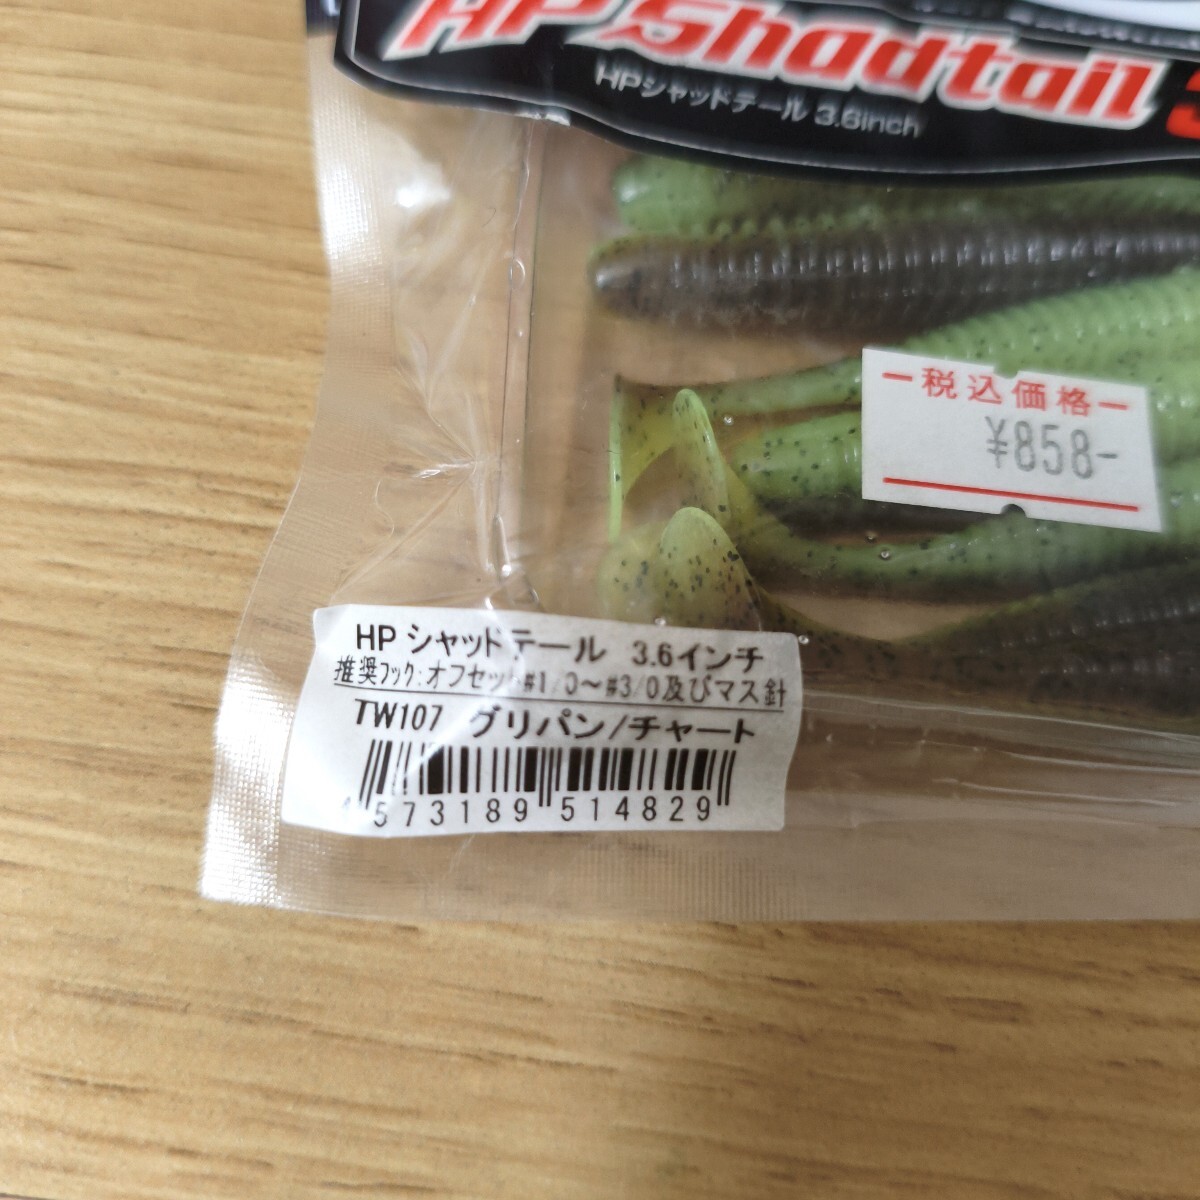 HP Shadtail
HPシャッドテール 3.6inch
税込価格
¥858-
HP シャッドテール 3.6インチ
推奨フック:オフセット#1/0～#3/0及びマス針
TW107 グリパン/チャート
4 573189 514829